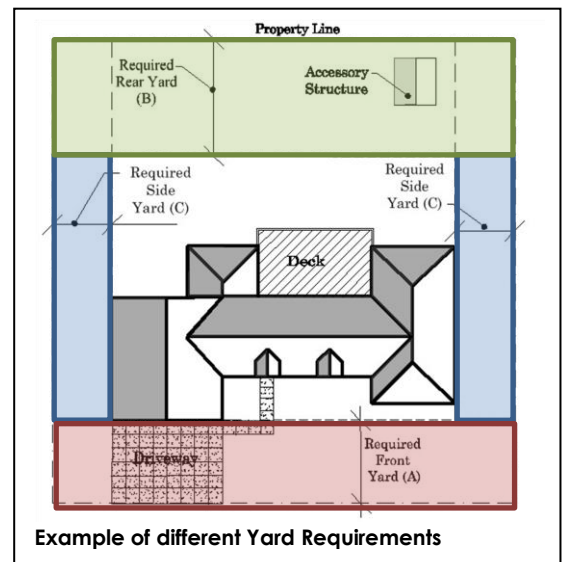 Property Line
Required
Rear Yard
(B)
Accessory
Structure
Required
Side
Yard (C)
Required
Side
Yard (C)
Deck
Driveway
Required
Front
Yard (A)
Example of different Yard Requirements